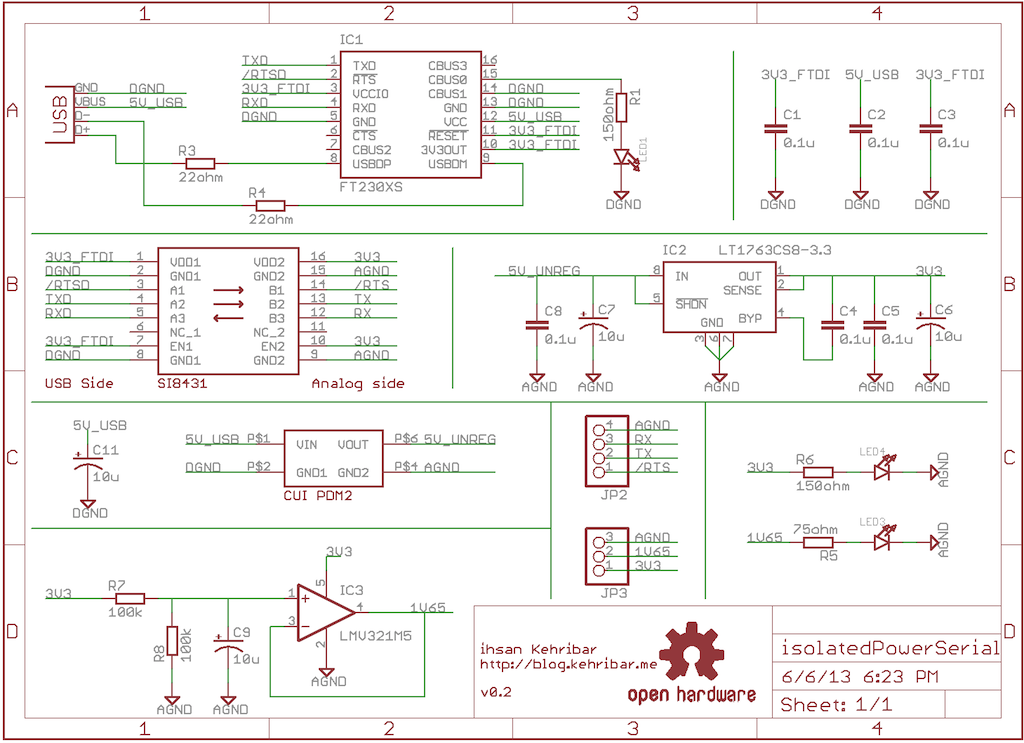 1 2 3 4
A B C D
IC1
TXD 1 TXD CBUS3 16
/RTSD 2 RTS CBUS0 15
3V3_FTDI 3 VCCIO CBUS1 14 DGND
RXD 4 RXD GND 13 DGND
DGND 5 GND VCC 12 5V_USB
6 CTS RESET 11 3V3_FTDI
7 CBUS2 3V3OUT 10 3V3_FTDI
8 USBDP USBDM 9
FT230XS
USB
GND DGND
VBUS 5V_USB
D-
D+
R3
22ohm
R4
22ohm
R1
150ohm
LED1
DGND
3V3_FTDI 5V_USB 3V3_FTDI
C1 C2 C3
0.1u 0.1u 0.1u
DGND DGND DGND
3V3_FTDI 1 VDD1 VDD2 16 3V3
DGND 2 GND1 GND2 15 AGND
/RTSD 3 A1 B1 14 /RTS
TXD 4 A2 B2 13 TX
RXD 5 A3 B3 12 RX
6 NC_1 NC_2 11
3V3_FTDI 7 EN1 EN2 10 3V3
DGND 8 GND1 GND2 9 AGND
USB Side SI8431 Analog side
IC2 LT1763CS8-3.3
5V_UNREG 8 IN OUT 1 3V3
SENSE 2
5 SHDN
GND BYP 4
3 6 7
C8 C7 C4 C5 C6
0.1u 10u 0.1u 0.1u 10u
AGND AGND AGND AGND AGND
5V_USB
C11
10u
DGND
5V_USB P$1 VIN VOUT P$6 5V_UNREG
DGND P$2 GND1 GND2 P$4 AGND
CUI PDM2
4 AGND
3 RX
2 TX
1 /RTS
JP2
3 AGND
2 1V65
1 3V3
JP3
3V3 R6 150ohm LED4 AGND
1V65 75ohm R5 LED3 AGND
3V3
R7
100k
R8
100k
C9
10u
AGND AGND
3V3
5
IC3
1
3
4
2
LMV321M5
AGND
1V65
ihsan Kehribar
http://blog.kehribar.me
v0.2
open hardware
isolatedPowerSerial
6/6/13 6:23 PM
Sheet: 1/1
A B C D
1 2 3 4